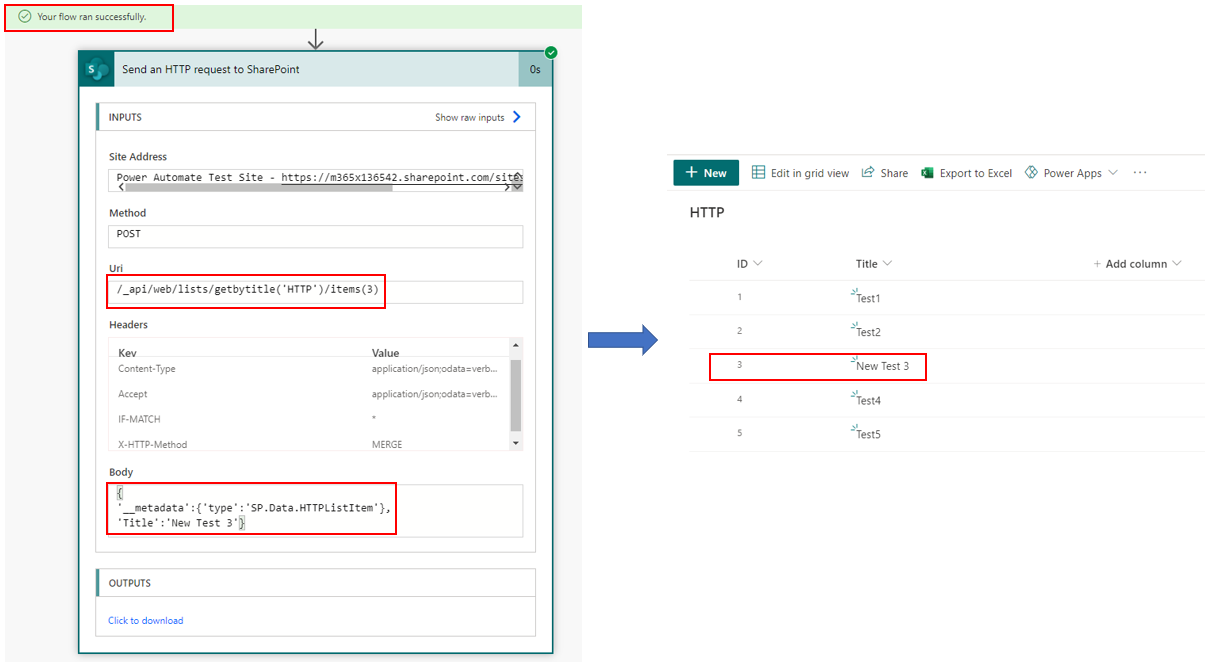 Your flow ran successfully.
Send an HTTP request to SharePoint
0s
INPUTS
Show raw inputs
Site Address
Power Automate Test Site - https://m365x136542.sharepoint.com/sites
Method
POST
Uri
/_api/web/lists/getbytitle('HTTP')/items(3)
Headers
Key Value
Content-Type application/json;odata=verb...
Accept application/json;odata=verb...
IF-MATCH *
X-HTTP-Method MERGE
Body
{
'__metadata':{'type':'SP.Data.HTTPListItem'},
'Title':'New Test 3'}
OUTPUTS
Click to download
+ New Edit in grid view Share Export to Excel Power Apps ...
HTTP
ID Title + Add column
1 Test1
2 Test2
3 New Test 3
4 Test4
5 Test5